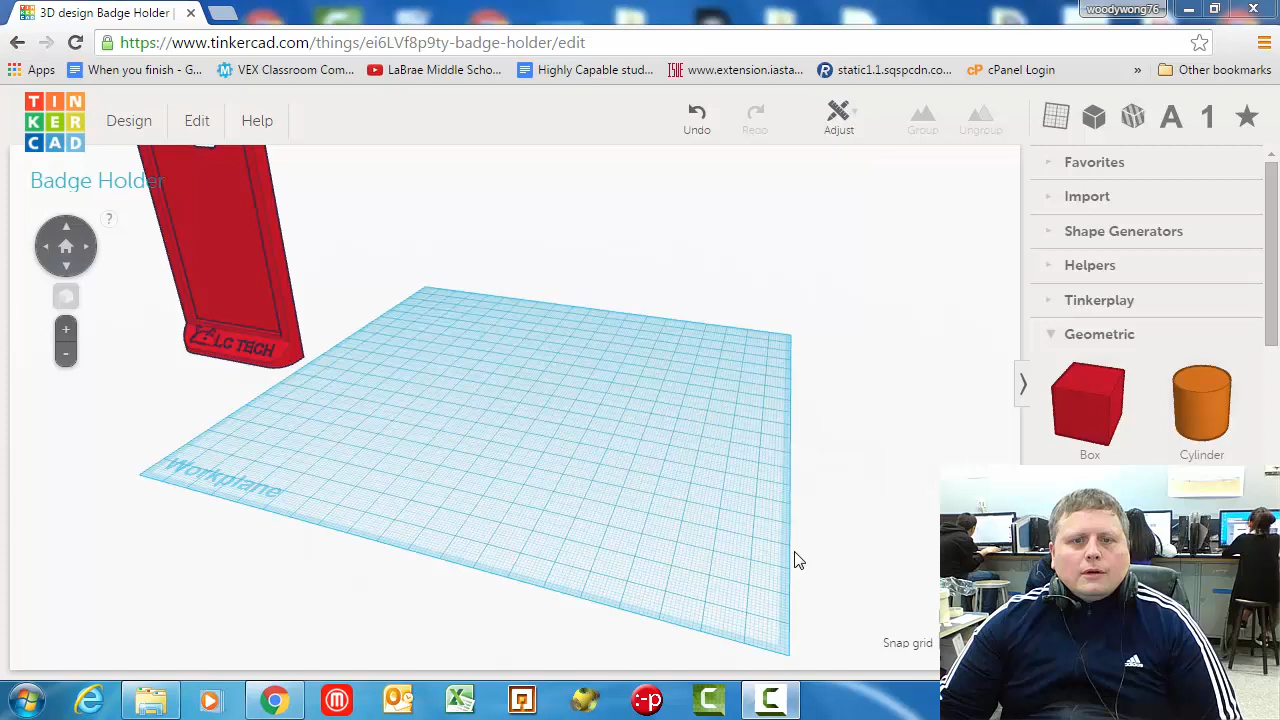 3D design Badge Holder |
woodywong76
https://www.tinkercad.com/things/ei6LVf8p9ty-badge-holder/edit
Apps
When you finish - G...
VEX Classroom Com...
LaBrae Middle Scho...
Highly Capable stud...
www.extension.iasta...
static1.1.sqspcdn.co...
cPanel Login
»
Other bookmarks
TINKERCAD
Design
Edit
Help
Undo
Redo
Adjust
Group
Ungroup
A
1
Badge Holder
?
LC TECH
Workplane
Snap grid
Favorites
Import
Shape Generators
Helpers
Tinkerplay
Geometric
Box
Cylinder
adidas